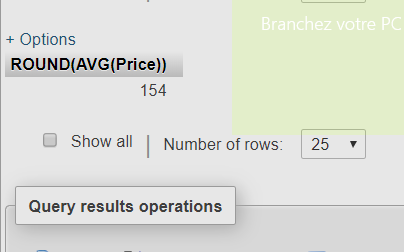 Branchez votre PC
+ Options
ROUND(AVG(Price))
154
Show all | Number of rows: 25
Query results operations